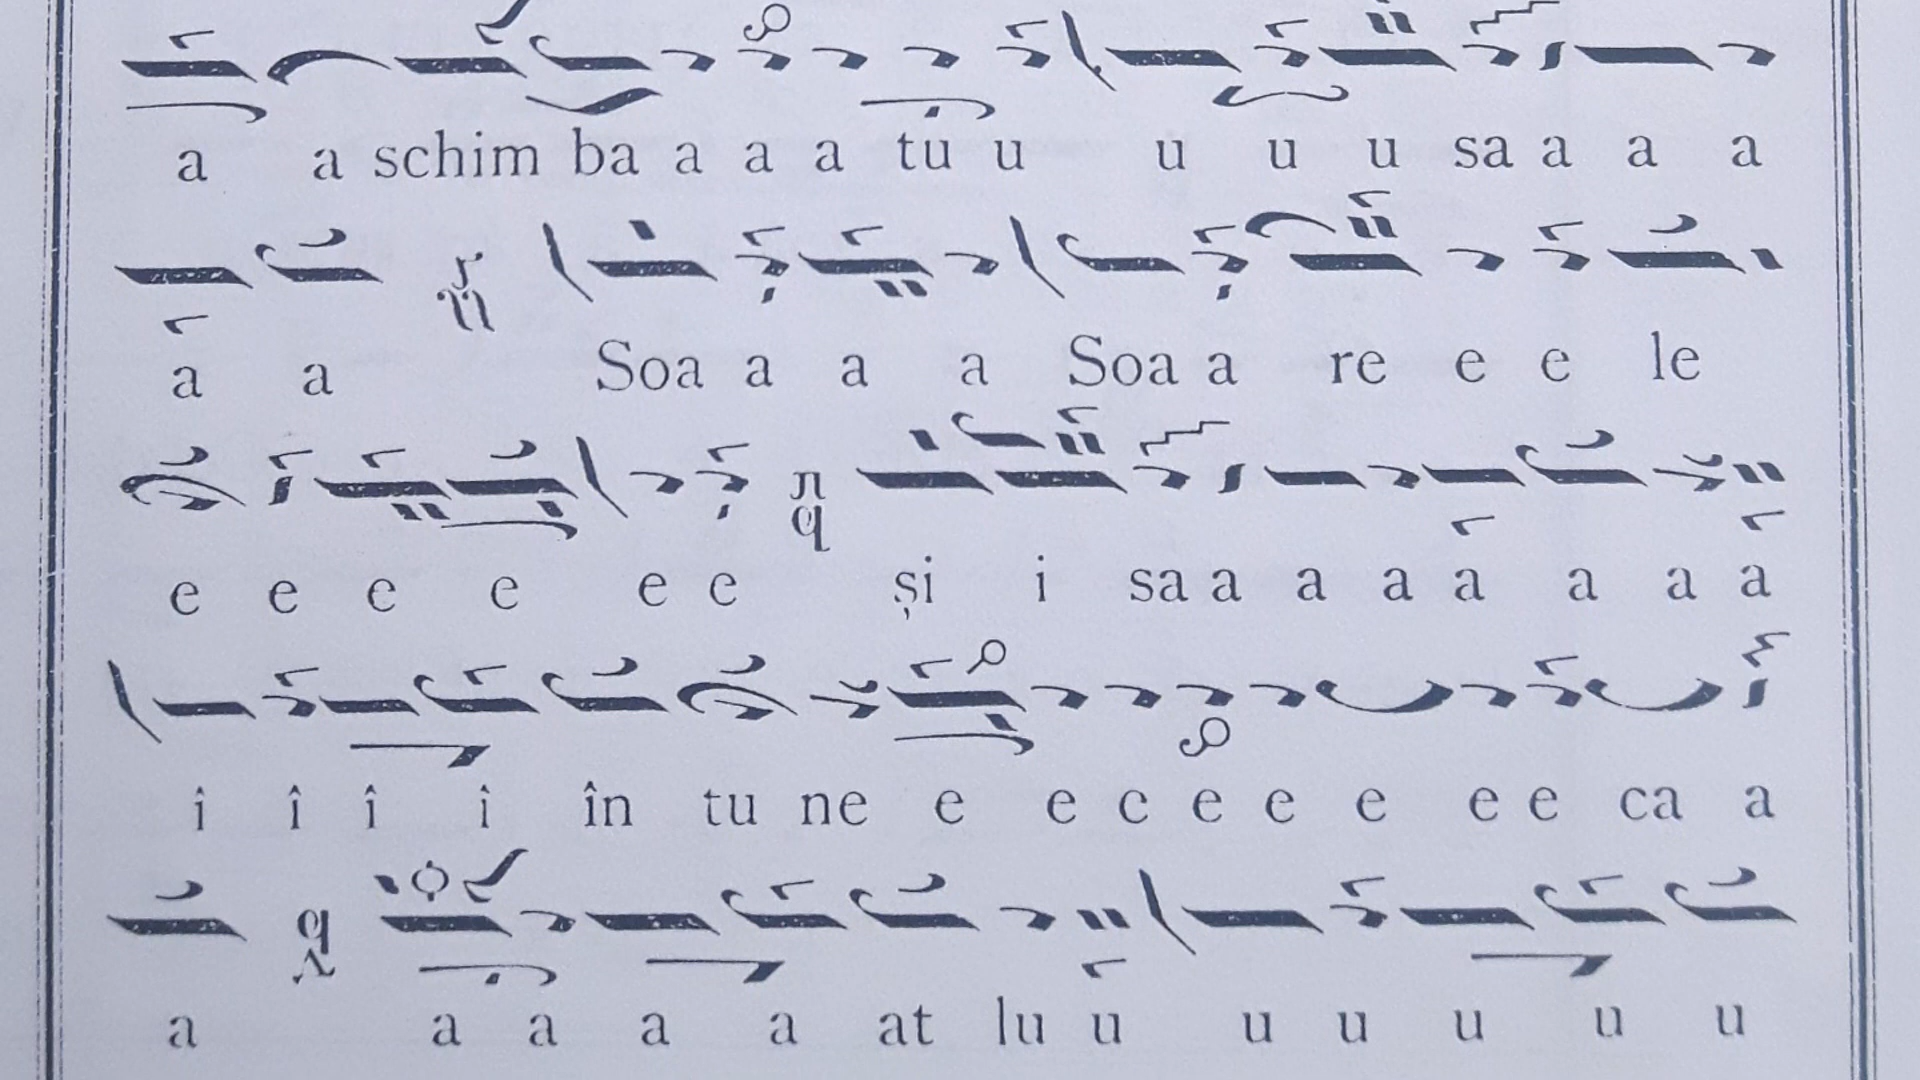 a a schim ba a a a tu u u u u sa a a a
a a Soa a a a Soa a re e e le
e e e e e e și i sa a a a a a a a
î î î î în tu ne e e c e e e e e ca a
a a a a a at lu u u u u u u